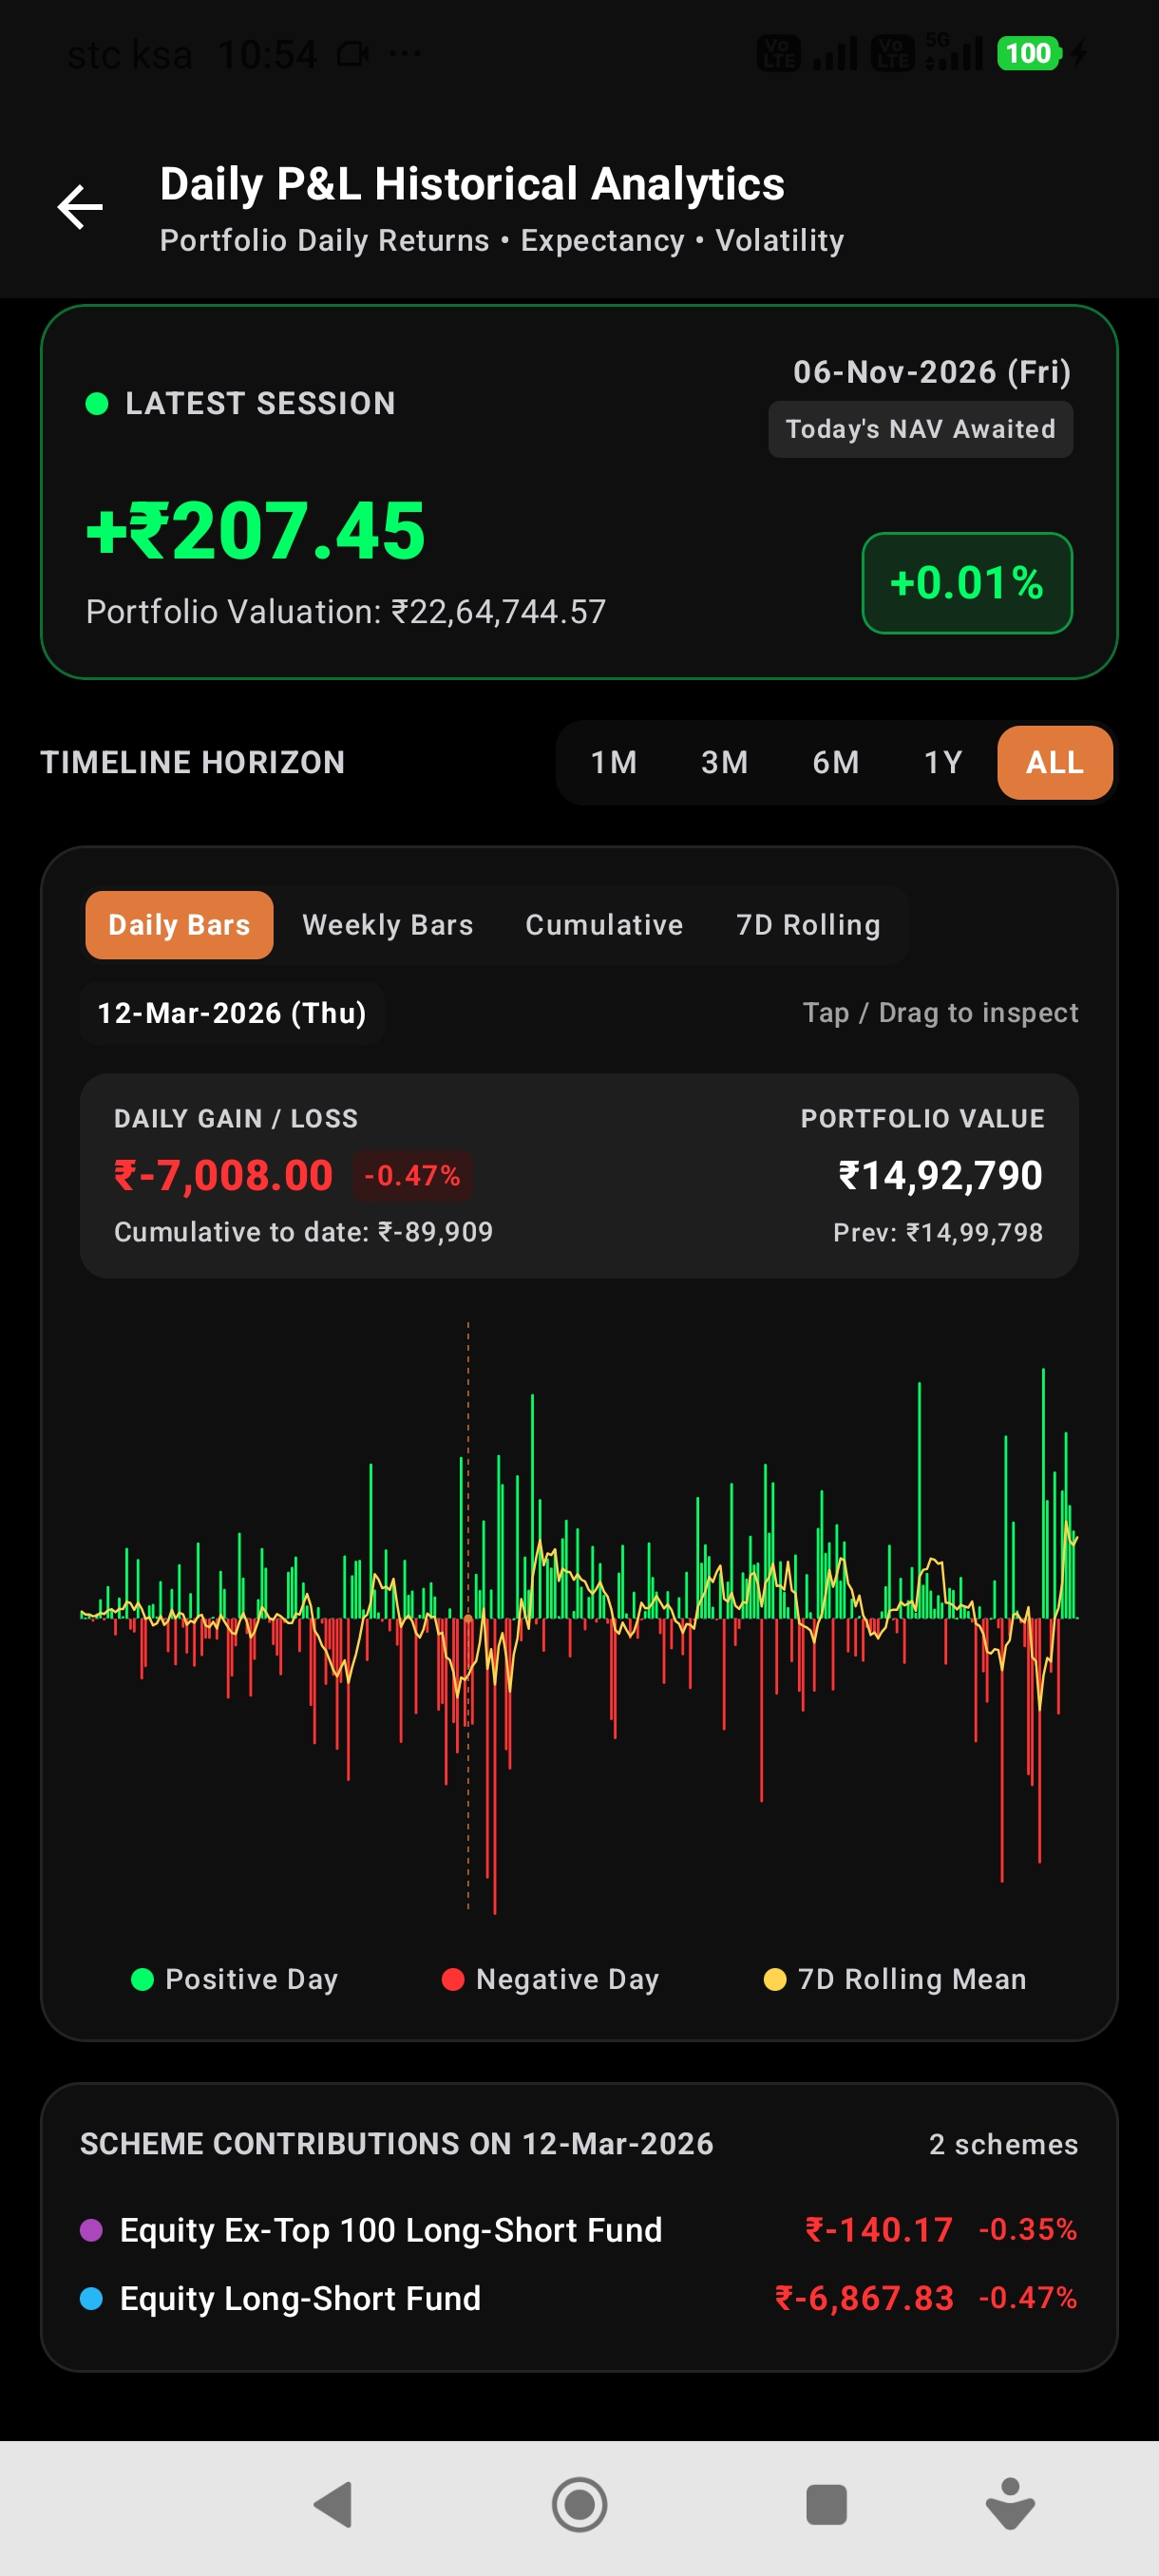 stc ksa 10:54 ...
Vo LTE Vo LTE 5G 100
Daily P&L Historical Analytics
Portfolio Daily Returns • Expectancy • Volatility
LATEST SESSION
06-Nov-2026 (Fri)
Today's NAV Awaited
+₹207.45
+0.01%
Portfolio Valuation: ₹22,64,744.57
TIMELINE HORIZON 1M 3M 6M 1Y ALL
Daily Bars Weekly Bars Cumulative 7D Rolling
12-Mar-2026 (Thu) Tap / Drag to inspect
DAILY GAIN / LOSS PORTFOLIO VALUE
₹-7,008.00 -0.47% ₹14,92,790
Cumulative to date: ₹-89,909 Prev: ₹14,99,798
Positive Day Negative Day 7D Rolling Mean
SCHEME CONTRIBUTIONS ON 12-Mar-2026 2 schemes
Equity Ex-Top 100 Long-Short Fund ₹-140.17 -0.35%
Equity Long-Short Fund ₹-6,867.83 -0.47%